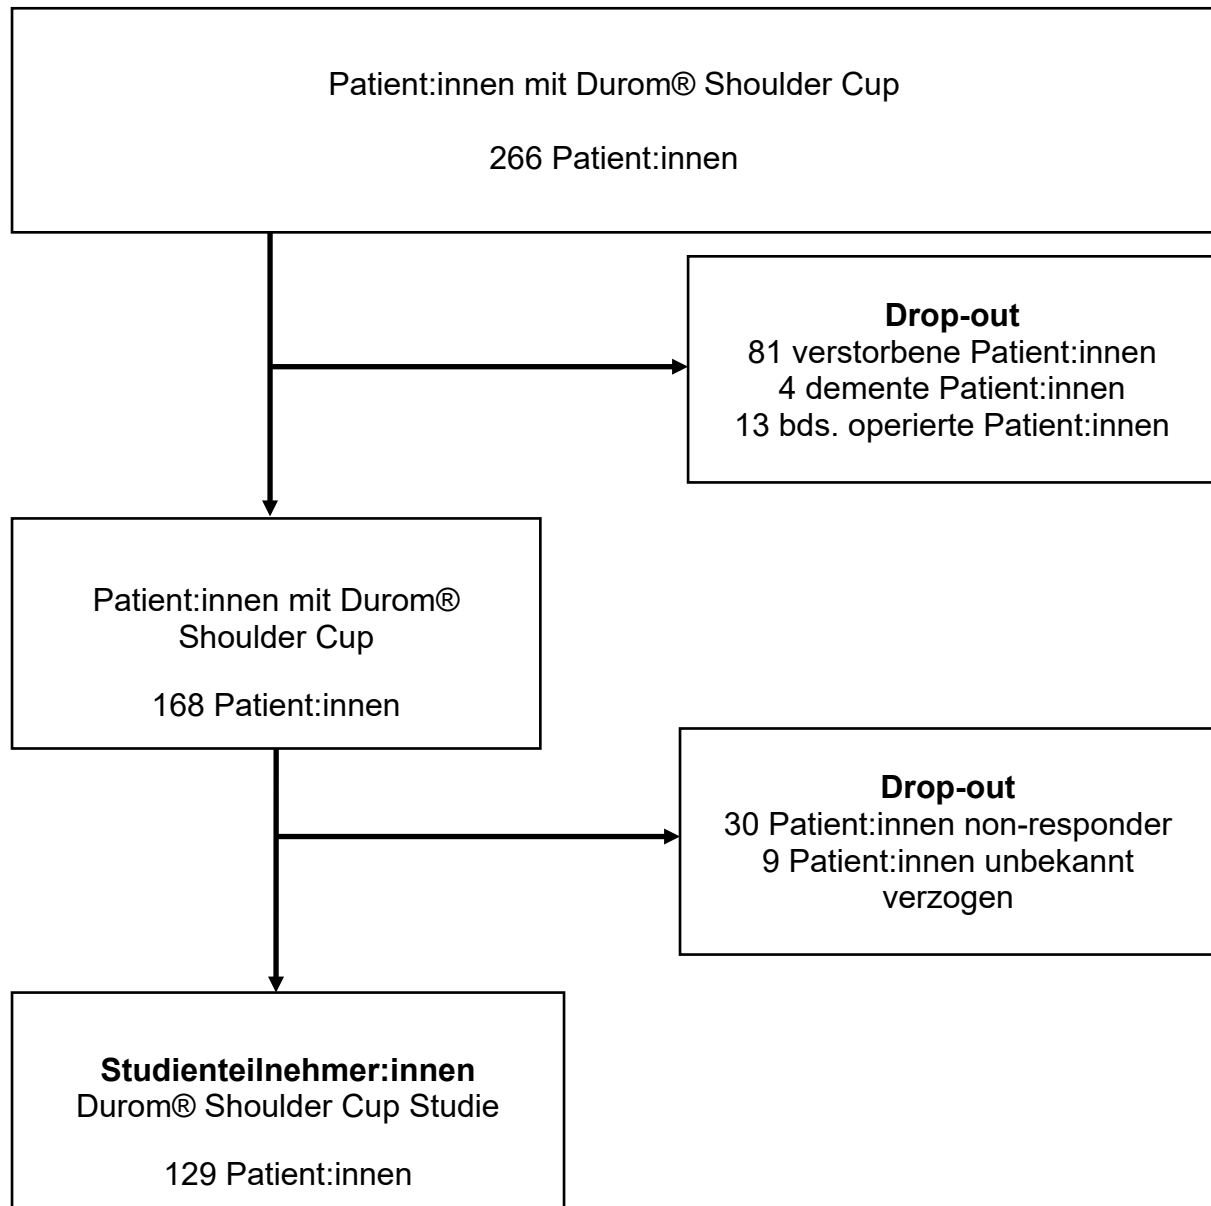 Patient:innen mit Durom® Shoulder Cup
266 Patient:innen
Drop-out
81 verstorbene Patient:innen
4 demente Patient:innen
13 bds. operierte Patient:innen
Patient:innen mit Durom®
Shoulder Cup
168 Patient:innen
Drop-out
30 Patient:innen non-responder
9 Patient:innen unbekannt
verzogen
Studienteilnehmer:innen
Durom® Shoulder Cup Studie
129 Patient:innen